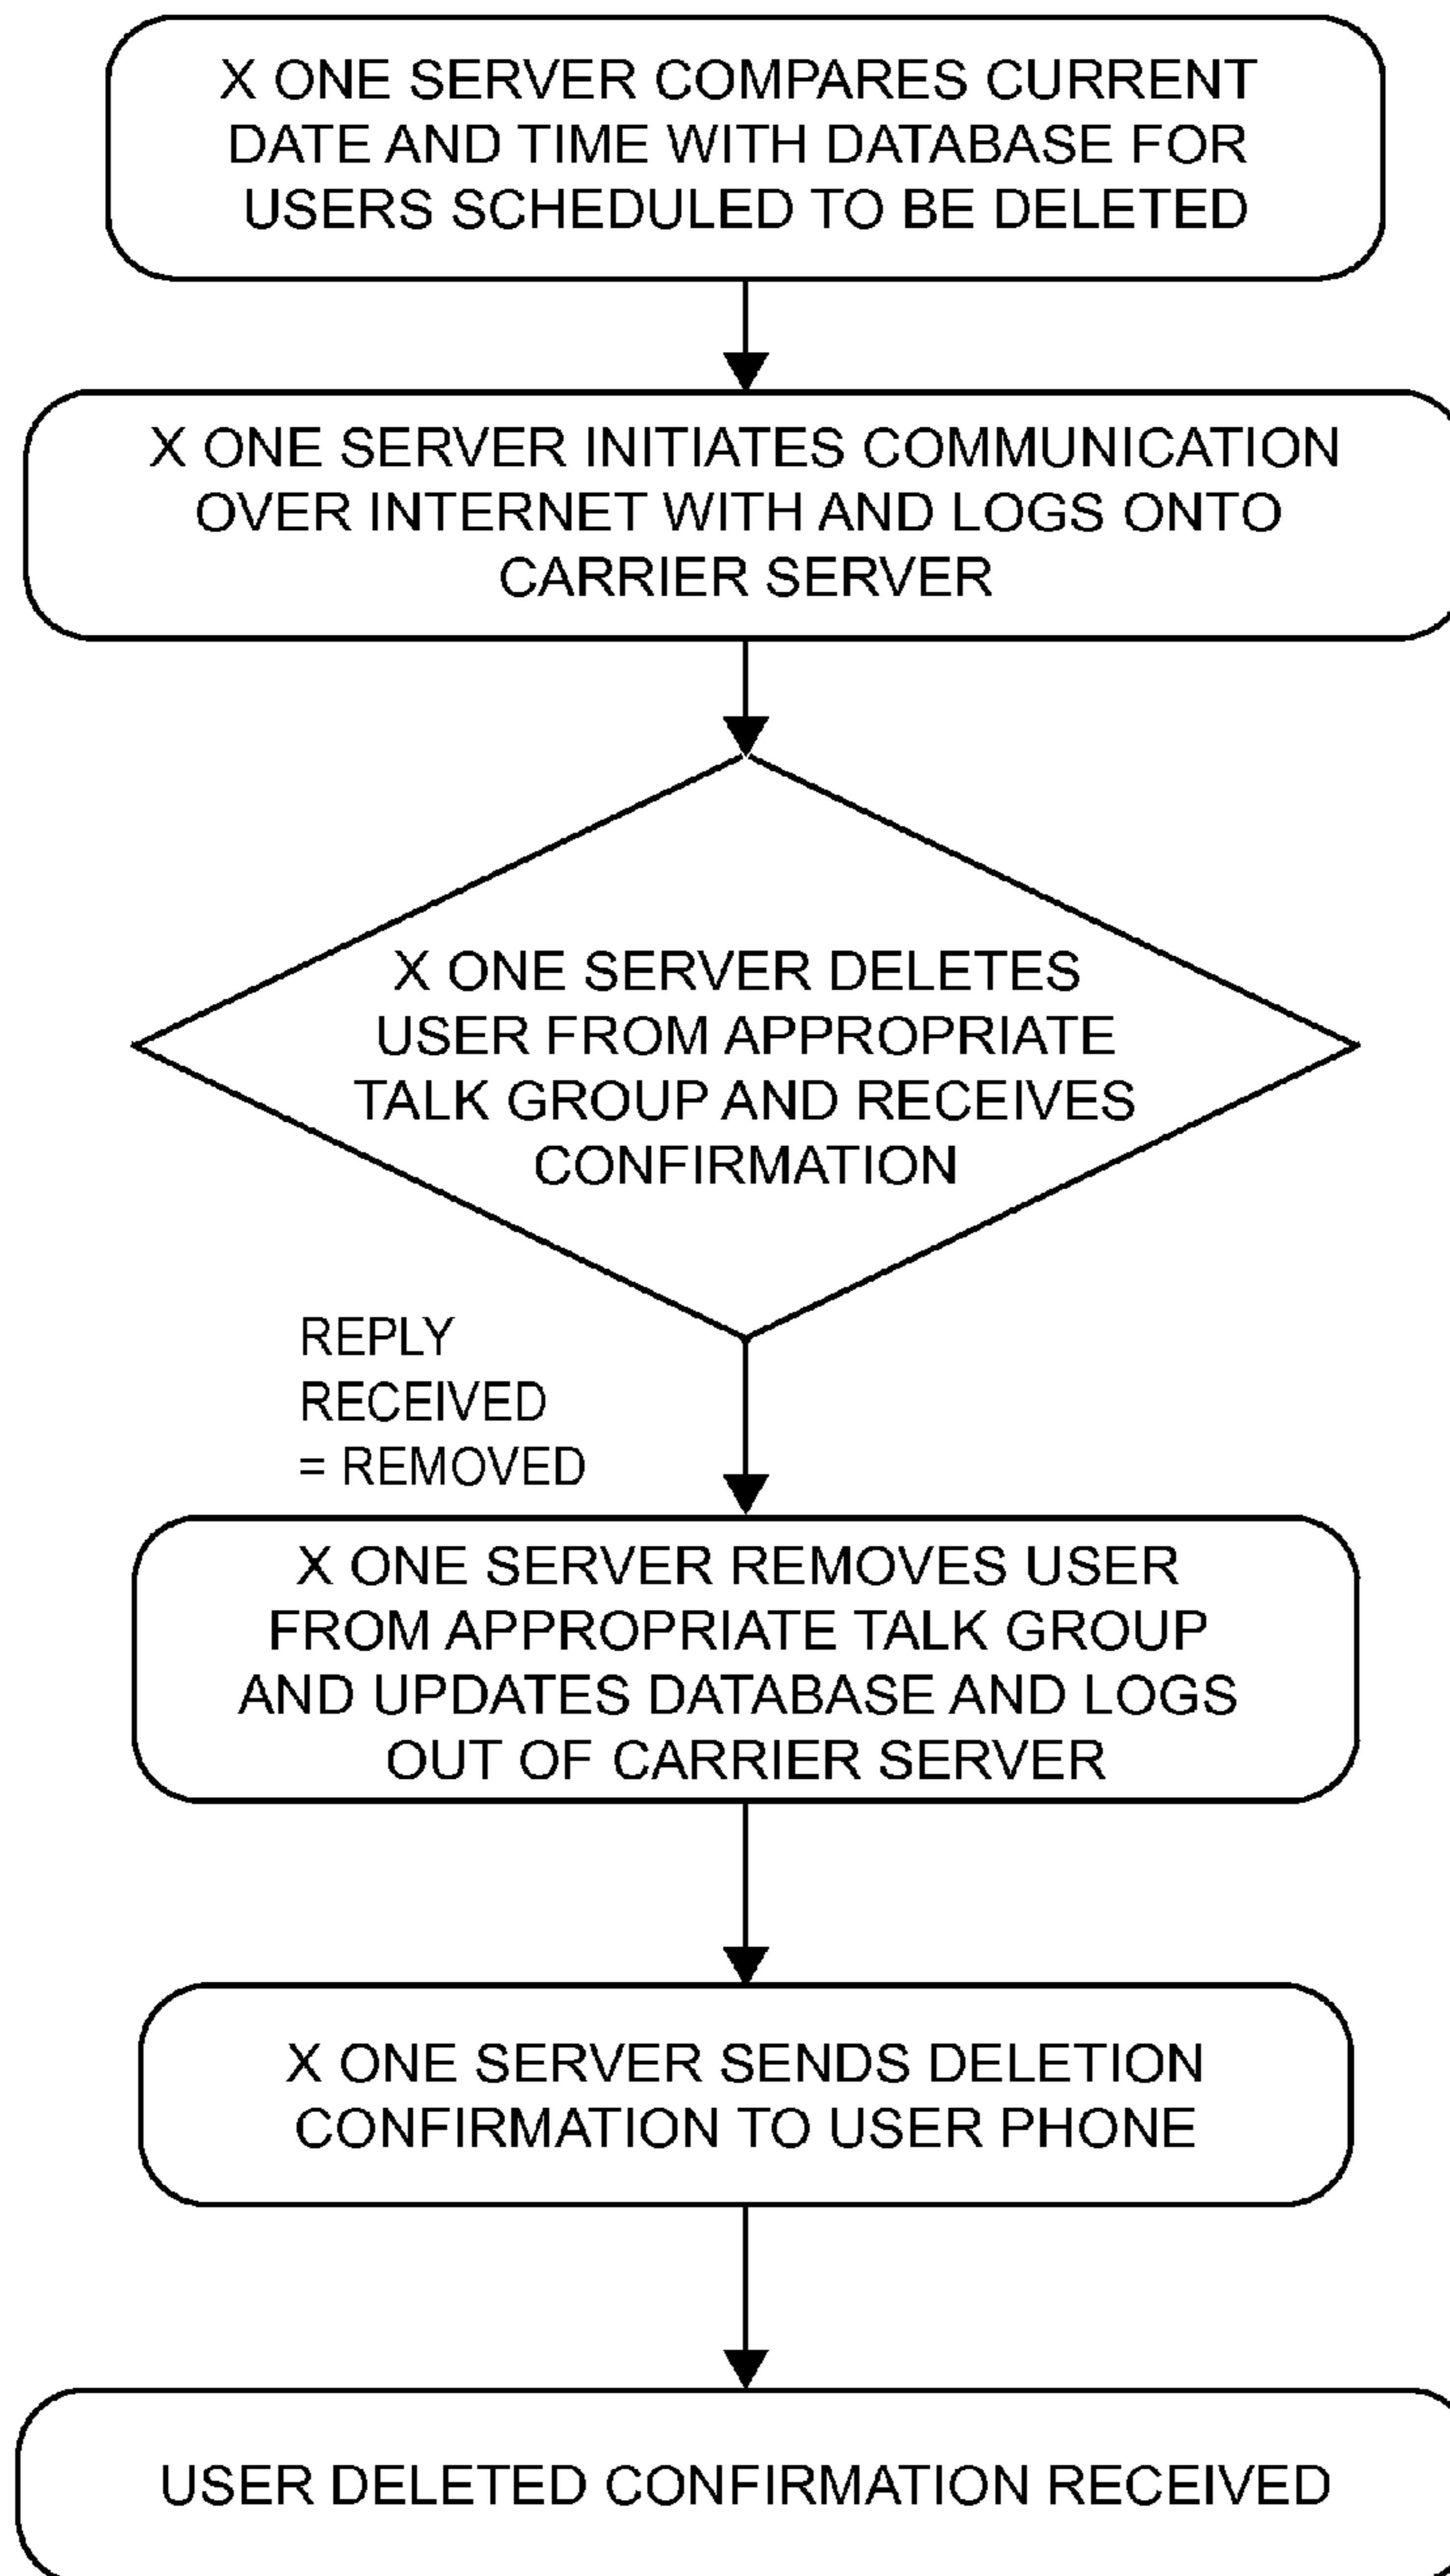 X ONE SERVER COMPARES CURRENT
DATE AND TIME WITH DATABASE FOR
USERS SCHEDULED TO BE DELETED
X ONE SERVER INITIATES COMMUNICATION
OVER INTERNET WITH AND LOGS ONTO
CARRIER SERVER
X ONE SERVER DELETES
USER FROM APPROPRIATE
TALK GROUP AND RECEIVES
CONFIRMATION
REPLY
RECEIVED
= REMOVED
X ONE SERVER REMOVES USER
FROM APPROPRIATE TALK GROUP
AND UPDATES DATABASE AND LOGS
OUT OF CARRIER SERVER
X ONE SERVER SENDS DELETION
CONFIRMATION TO USER PHONE
USER DELETED CONFIRMATION RECEIVED